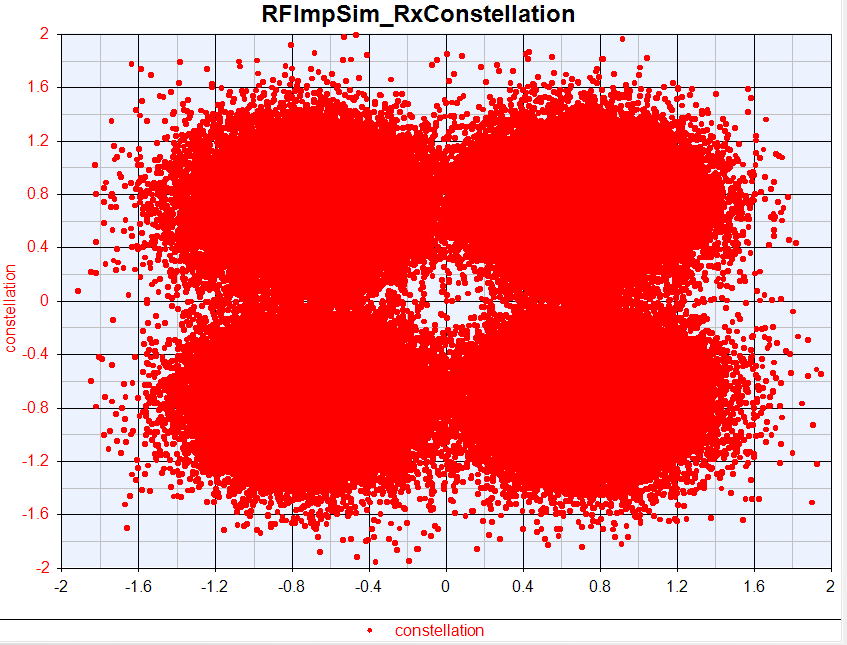 RFImpSim_RxConstellation
constellation
2
1.6
1.2
0.8
0.4
0
-0.4
-0.8
-1.2
-1.6
-2
-2 -1.6 -1.2 -0.8 -0.4 0 0.4 0.8 1.2 1.6 2
constellation